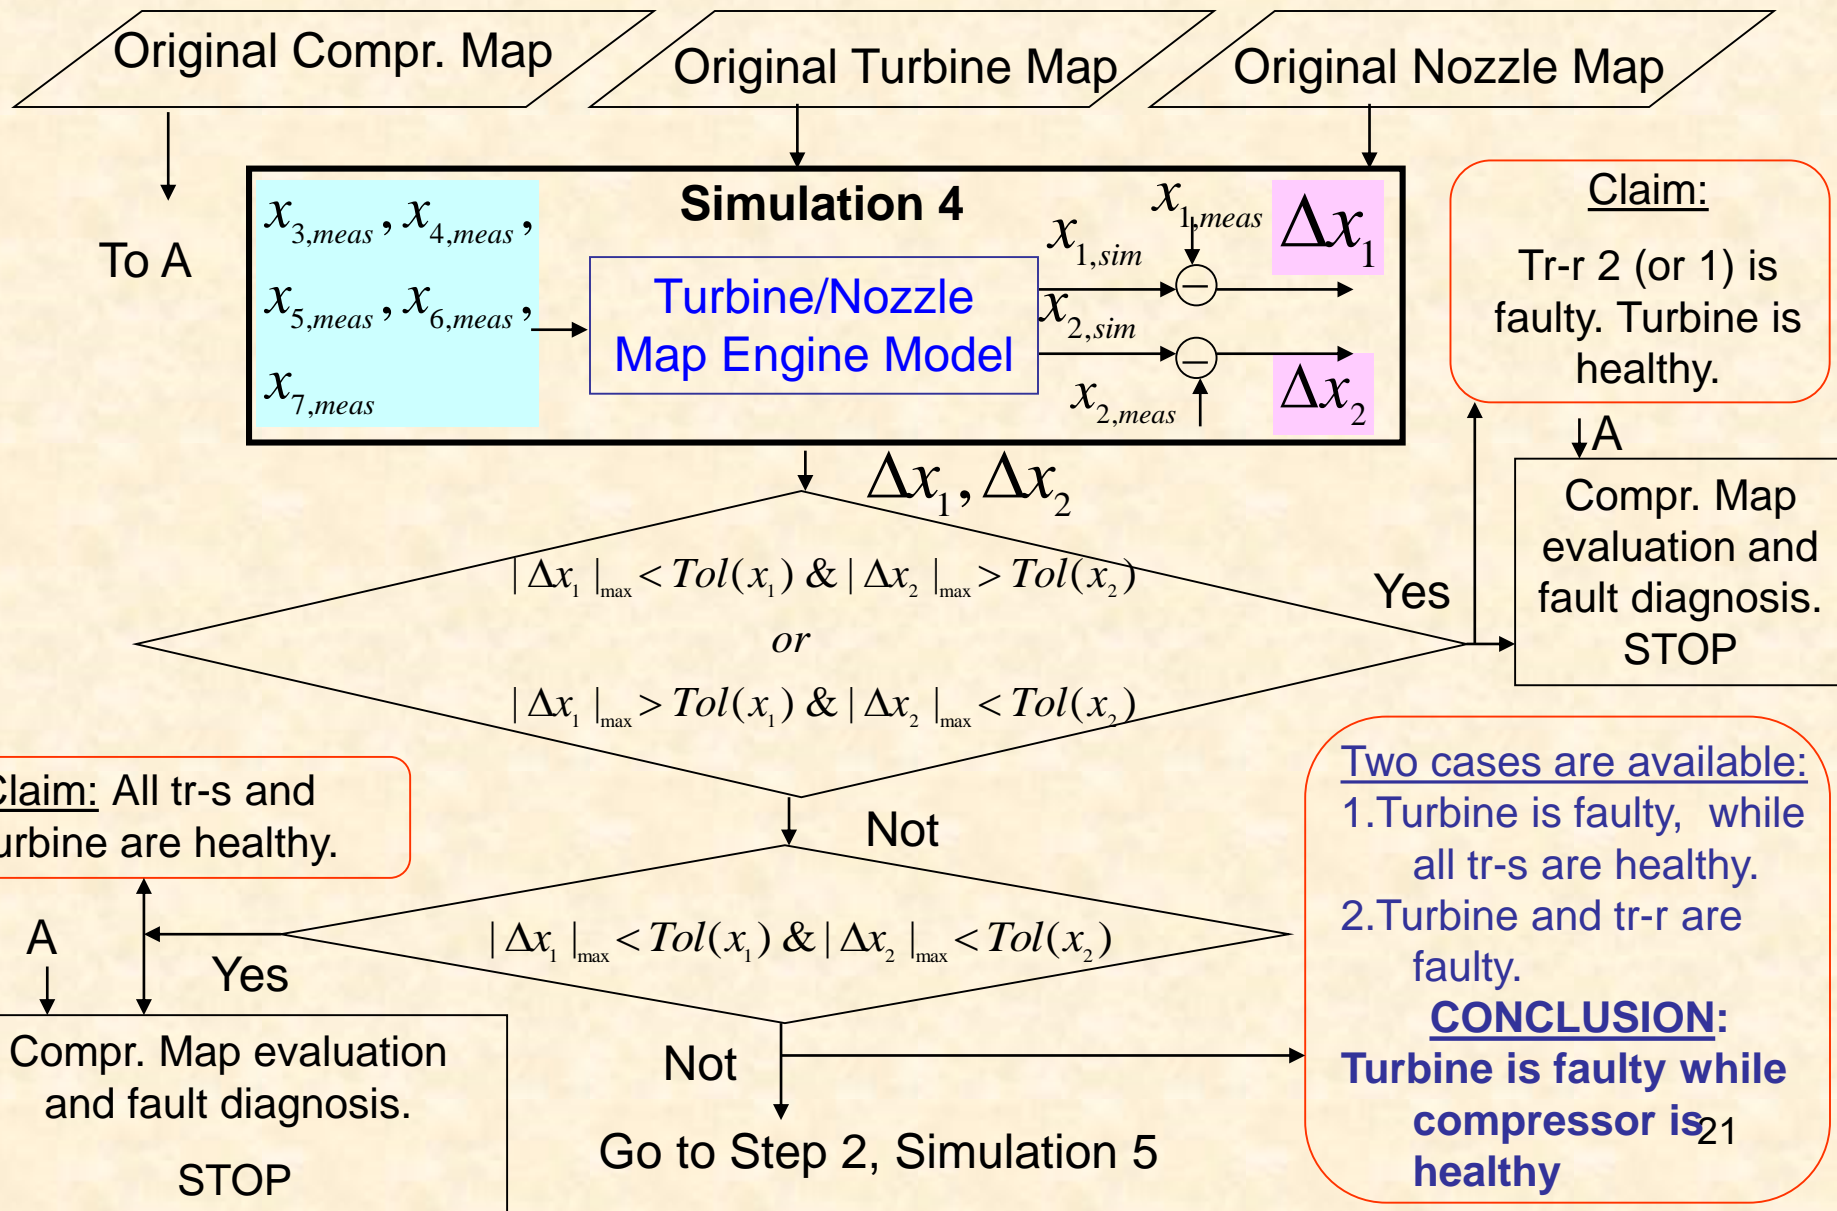 Original Compr. Map
Original Turbine Map
Original Nozzle Map
To A
Simulation 4
x3,meas, x4,meas,
x5,meas, x6,meas,
x7,meas
Turbine/Nozzle
Map Engine Model
x1,sim
x1,meas
−
Δx1
x2,sim
−
x2,meas
Δx2
Claim:
Tr-r 2 (or 1) is
faulty. Turbine is
healthy.
A
Compr. Map
evaluation and
fault diagnosis.
STOP
Δx1, Δx2
| Δx1 |max < Tol(x1) & | Δx2 |max > Tol(x2)
or
| Δx1 |max > Tol(x1) & | Δx2 |max < Tol(x2)
Yes
Not
Claim: All tr-s and
urbine are healthy.
| Δx1 |max < Tol(x1) & | Δx2 |max < Tol(x2)
Yes
A
Compr. Map evaluation
and fault diagnosis.
STOP
Not
Go to Step 2, Simulation 5
Two cases are available:
1.Turbine is faulty, while
all tr-s are healthy.
2.Turbine and tr-r are
faulty.
CONCLUSION:
Turbine is faulty while
compressor is
healthy
21